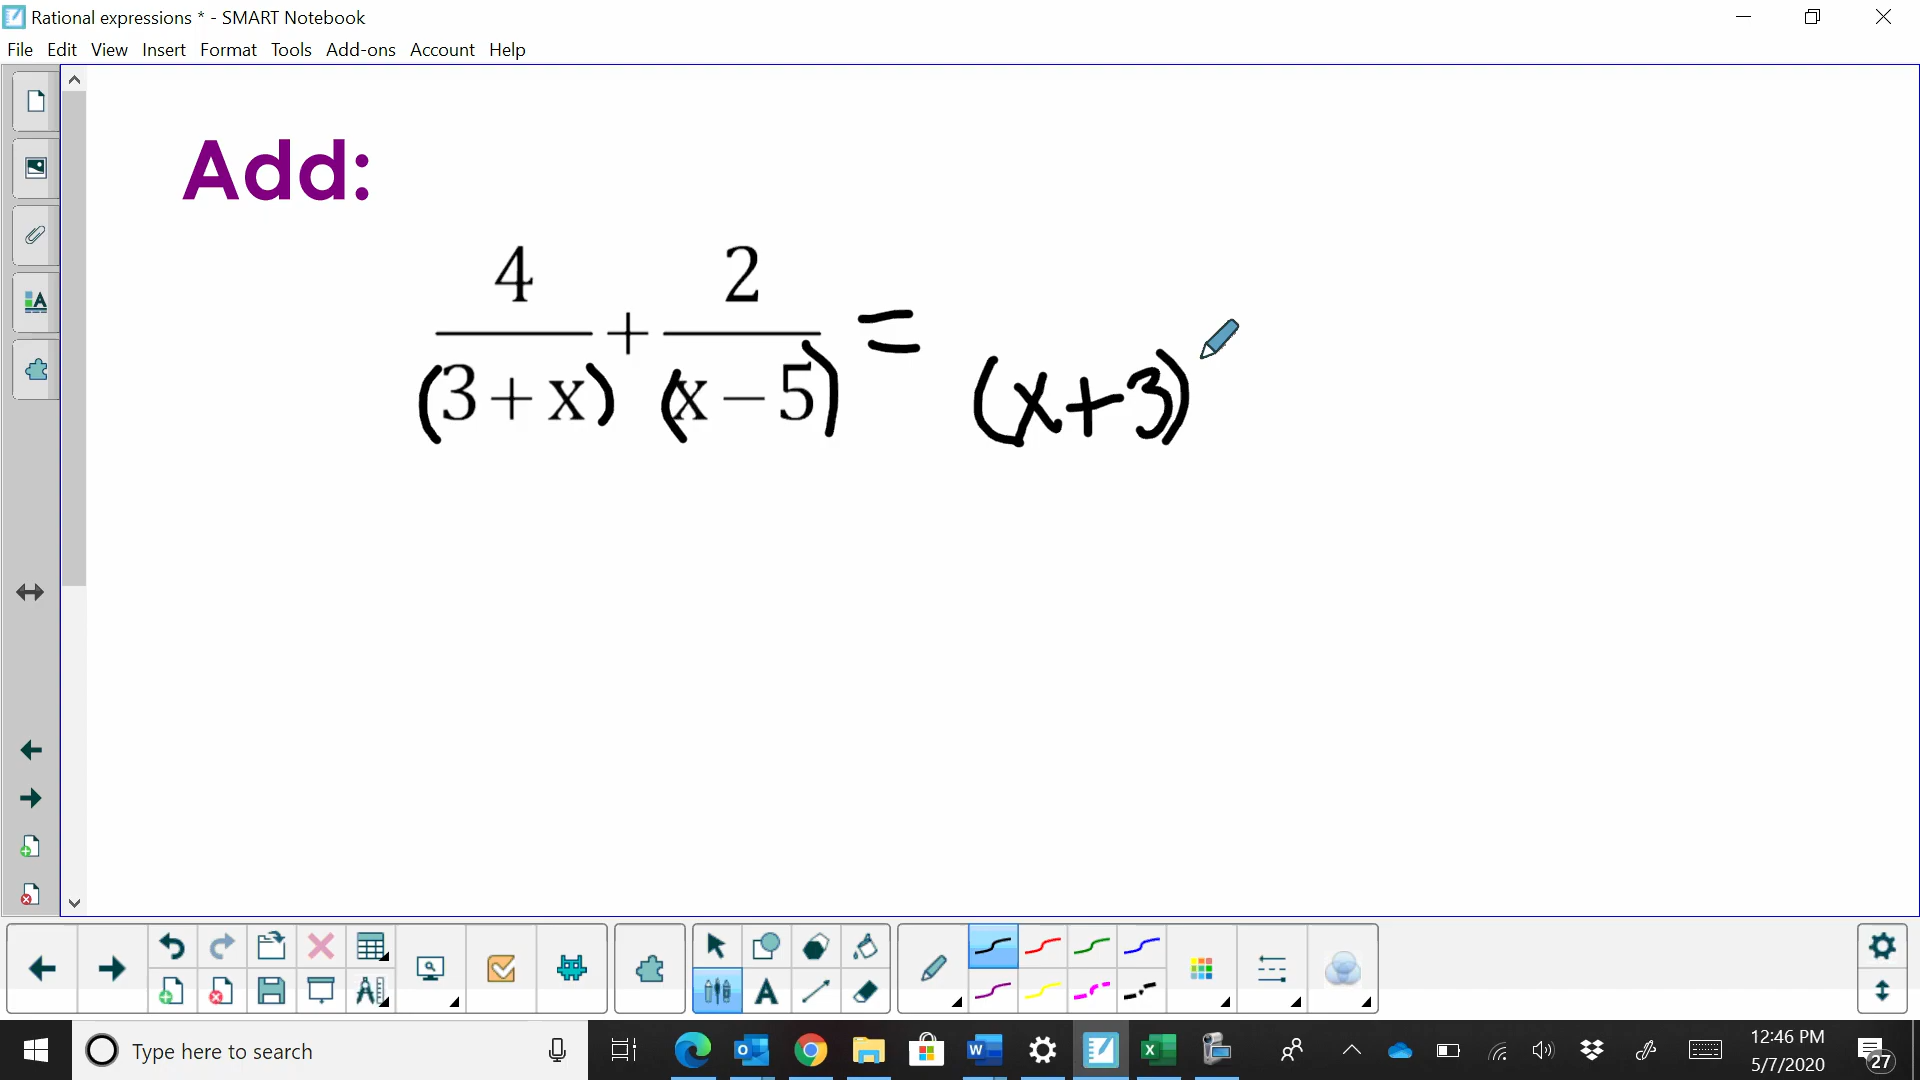 Rational expressions * - SMART Notebook
File Edit View Insert Format Tools Add-ons Account Help
Add:
4/(3 + x) + 2/(x − 5) = (x+3)
Type here to search
12:46 PM
5/7/2020
27